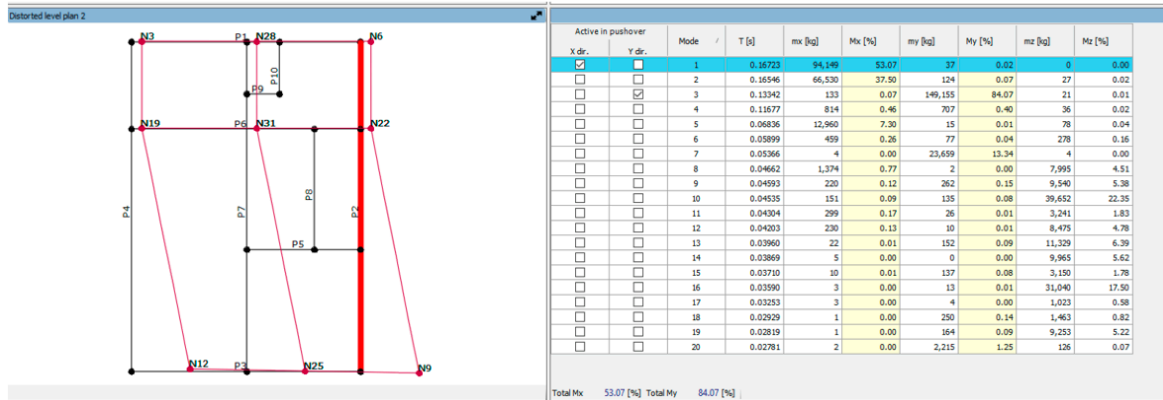 Distorted level plan 2
N3 P1 N28 N6
P10
P9
N19 P6 N31 N22
P8
P4 P7 P2
P5
N12 P3 N25 N9
Active in pushover
X dir. Y dir. Mode / T [s] mx [kg] Mx [%] my [kg] My [%] mz [kg] Mz [%]
1 0.16723 94,149 53.07 37 0.02 0 0.00
2 0.16546 66,530 37.50 124 0.07 27 0.02
3 0.13342 133 0.07 149,155 84.07 21 0.01
4 0.11677 814 0.46 707 0.40 36 0.02
5 0.06836 12,960 7.30 15 0.01 78 0.04
6 0.05899 459 0.26 77 0.04 278 0.16
7 0.05366 4 0.00 23,659 13.34 4 0.00
8 0.04662 1,374 0.77 2 0.00 7,995 4.51
9 0.04593 220 0.12 262 0.15 9,540 5.38
10 0.04535 151 0.09 135 0.08 39,652 22.35
11 0.04304 299 0.17 26 0.01 3,241 1.83
12 0.04203 230 0.13 10 0.01 8,475 4.78
13 0.03960 22 0.01 152 0.09 11,329 6.39
14 0.03869 5 0.00 0 0.00 9,965 5.62
15 0.03710 10 0.01 137 0.08 3,150 1.78
16 0.03590 3 0.00 13 0.01 31,040 17.50
17 0.03253 3 0.00 4 0.00 1,023 0.58
18 0.02929 1 0.00 250 0.14 1,463 0.82
19 0.02819 1 0.00 164 0.09 9,253 5.22
20 0.02781 2 0.00 2,215 1.25 126 0.07
Total Mx 53.07 [%] Total My 84.07 [%]